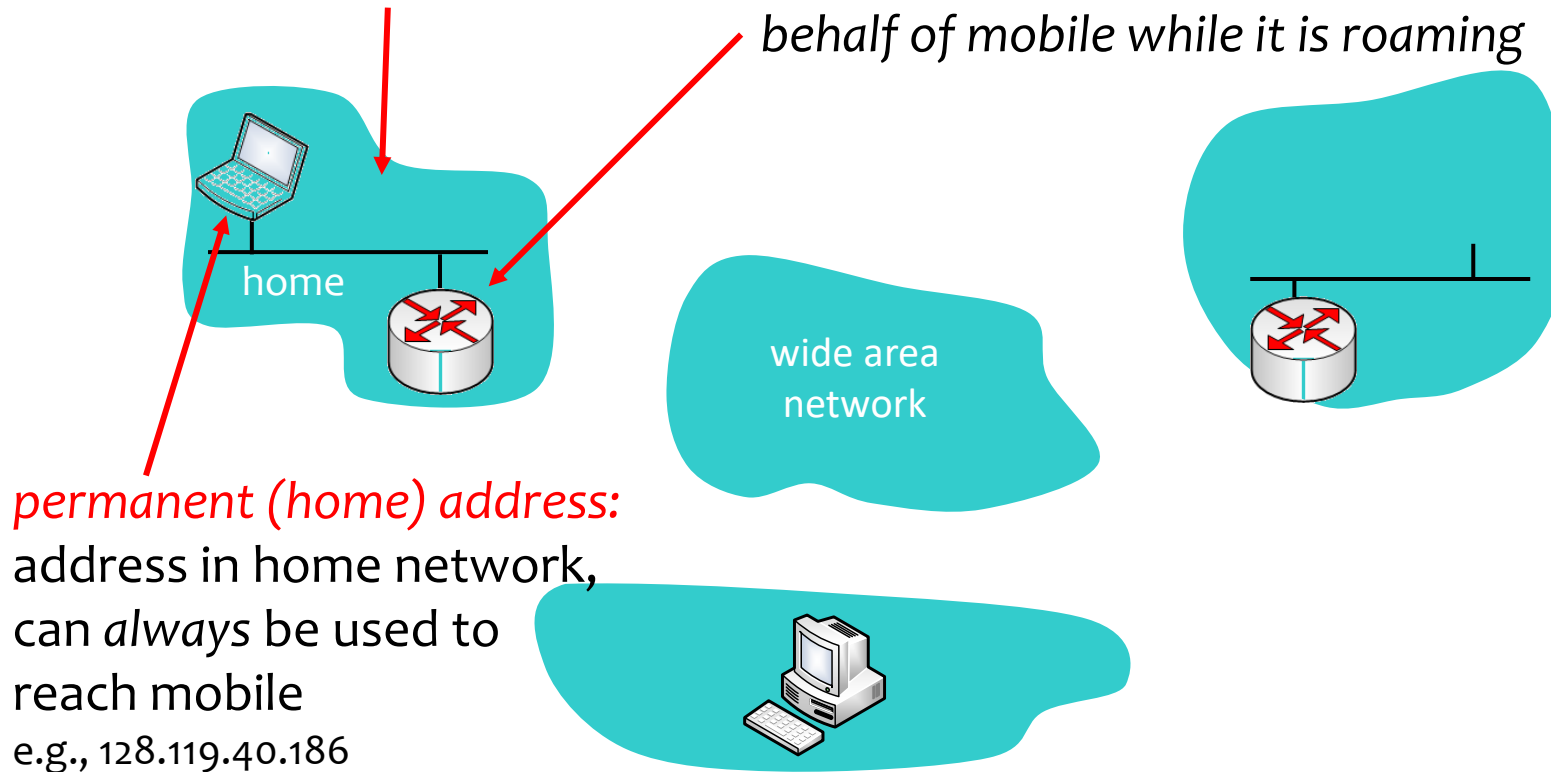 behalf of mobile while it is roaming
home
wide area
network
permanent (home) address:
address in home network,
can always be used to
reach mobile
e.g., 128.119.40.186